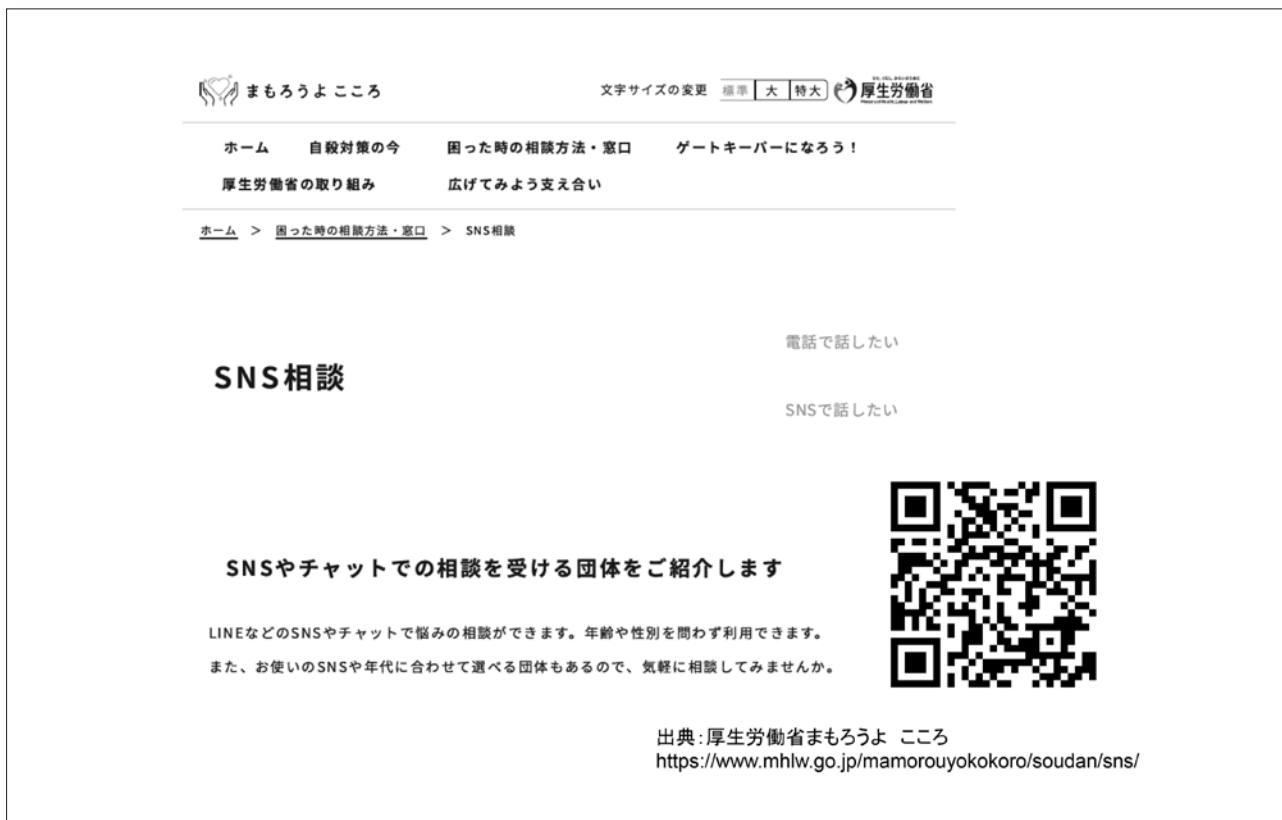 まもろうよ こころ
文字サイズの変更 標準 大 特大
厚生労働省
ホーム 自殺対策の今 困った時の相談方法・窓口 ゲートキーパーになろう！
厚生労働省の取り組み 広げてみよう支え合い
ホーム ＞ 困った時の相談方法・窓口 ＞ SNS相談
電話で話したい
SNS相談
SNSで話したい
SNSやチャットでの相談を受ける団体をご紹介します
LINEなどのSNSやチャットで悩みの相談ができます。年齢や性別を問わず利用できます。
また、お使いのSNSや年代に合わせて選べる団体もあるので、気軽に相談してみませんか。
出典：厚生労働省まもろうよ　こころ
https://www.mhlw.go.jp/mamorouyokokoro/soudan/sns/